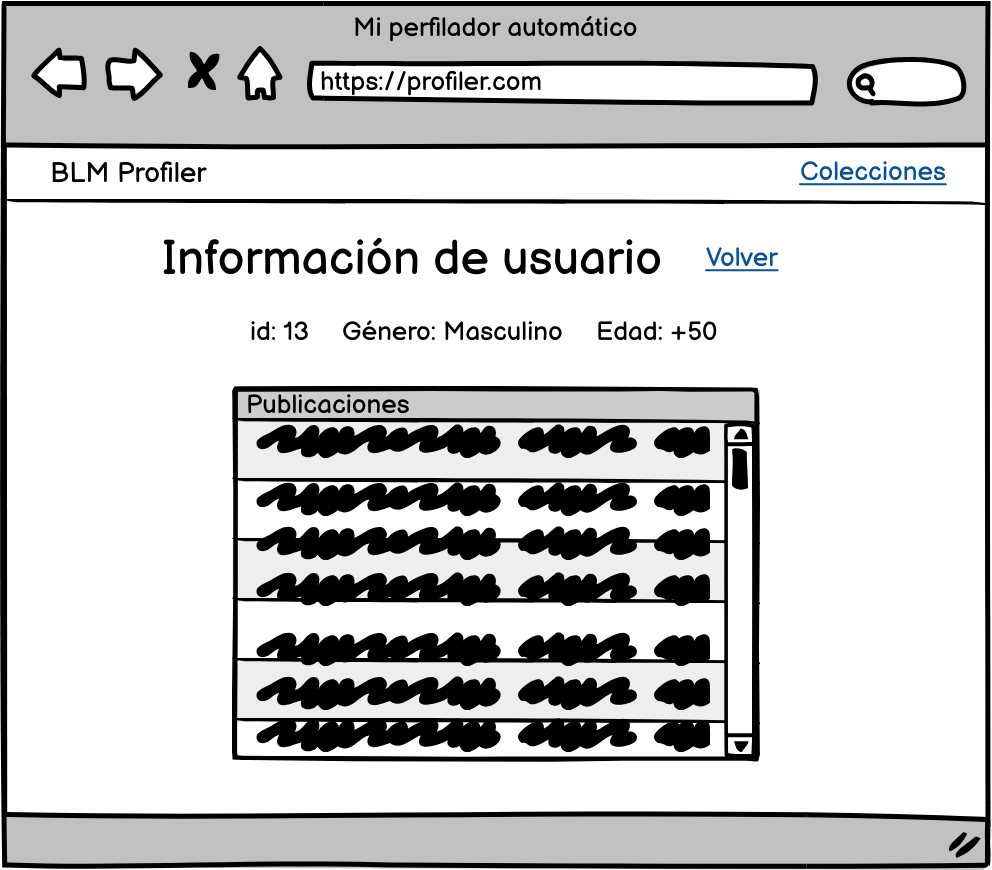 Mi perfilador automático
https://profiler.com
BLM Profiler
Colecciones
Información de usuario
Volver
id: 13 Género: Masculino Edad: +50
Publicaciones